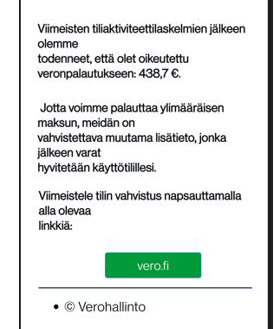 Viimeisten tiliaktiviteettilaskelmien jälkeen
olemme
todenneet, että olet oikeutettu
veronpalautukseen: 438,7 €.
Jotta voimme palauttaa ylimääräisen
maksun, meidän on
vahvistettava muutama lisätieto, jonka
jälkeen varat
hyvitetään käyttötilillesi.
Viimeistele tilin vahvistus napsauttamalla
alla olevaa
linkkiä:
vero.fi
• © Verohallinto